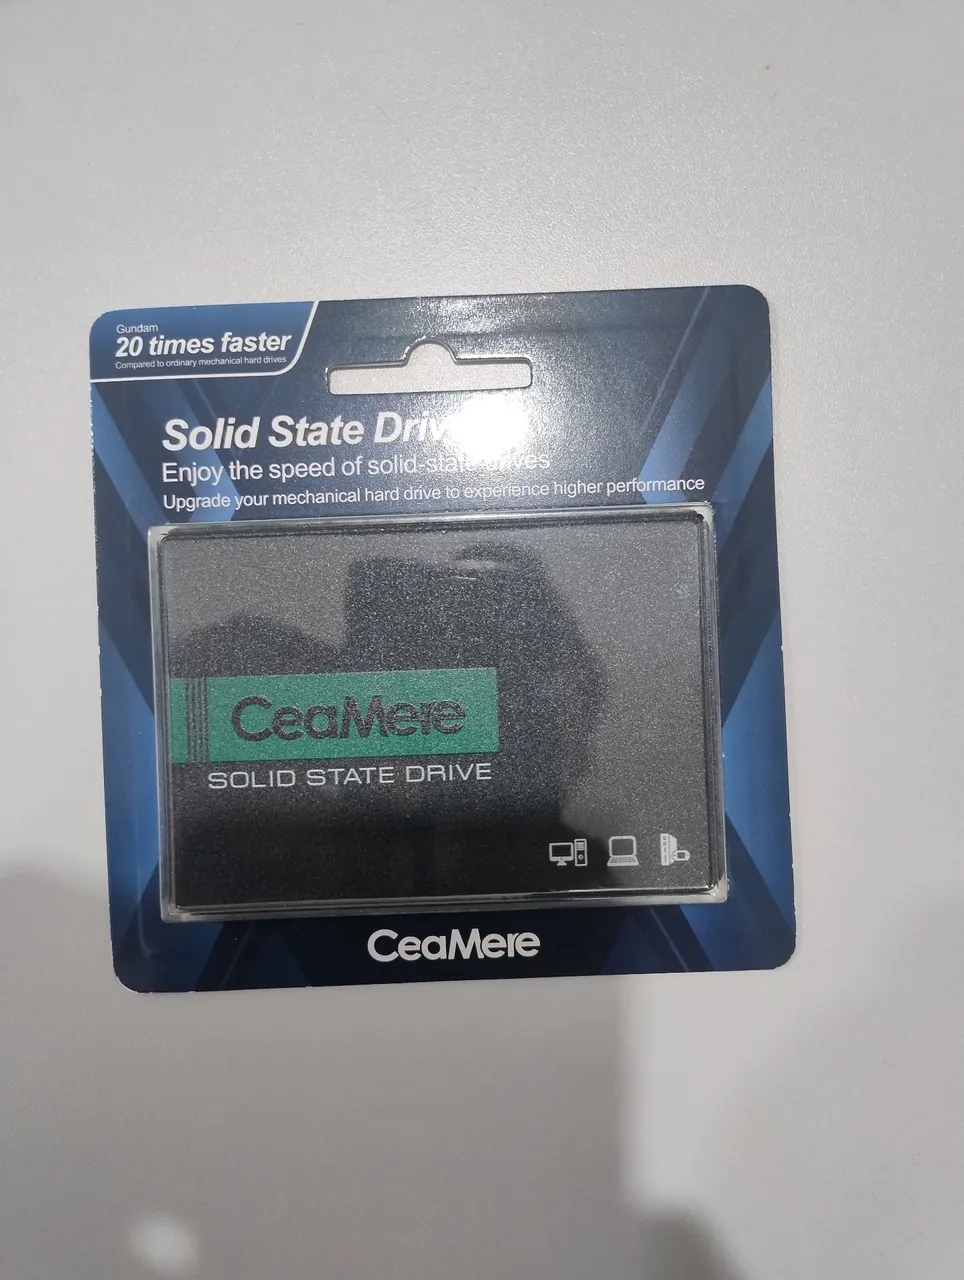 Gundam
20 times faster
Compared to ordinary mechanical hard drives
Solid State Drive
Enjoy the speed of solid-state drives
Upgrade your mechanical hard drive to experience higher performance
CeaMere
SOLID STATE DRIVE
CeaMere